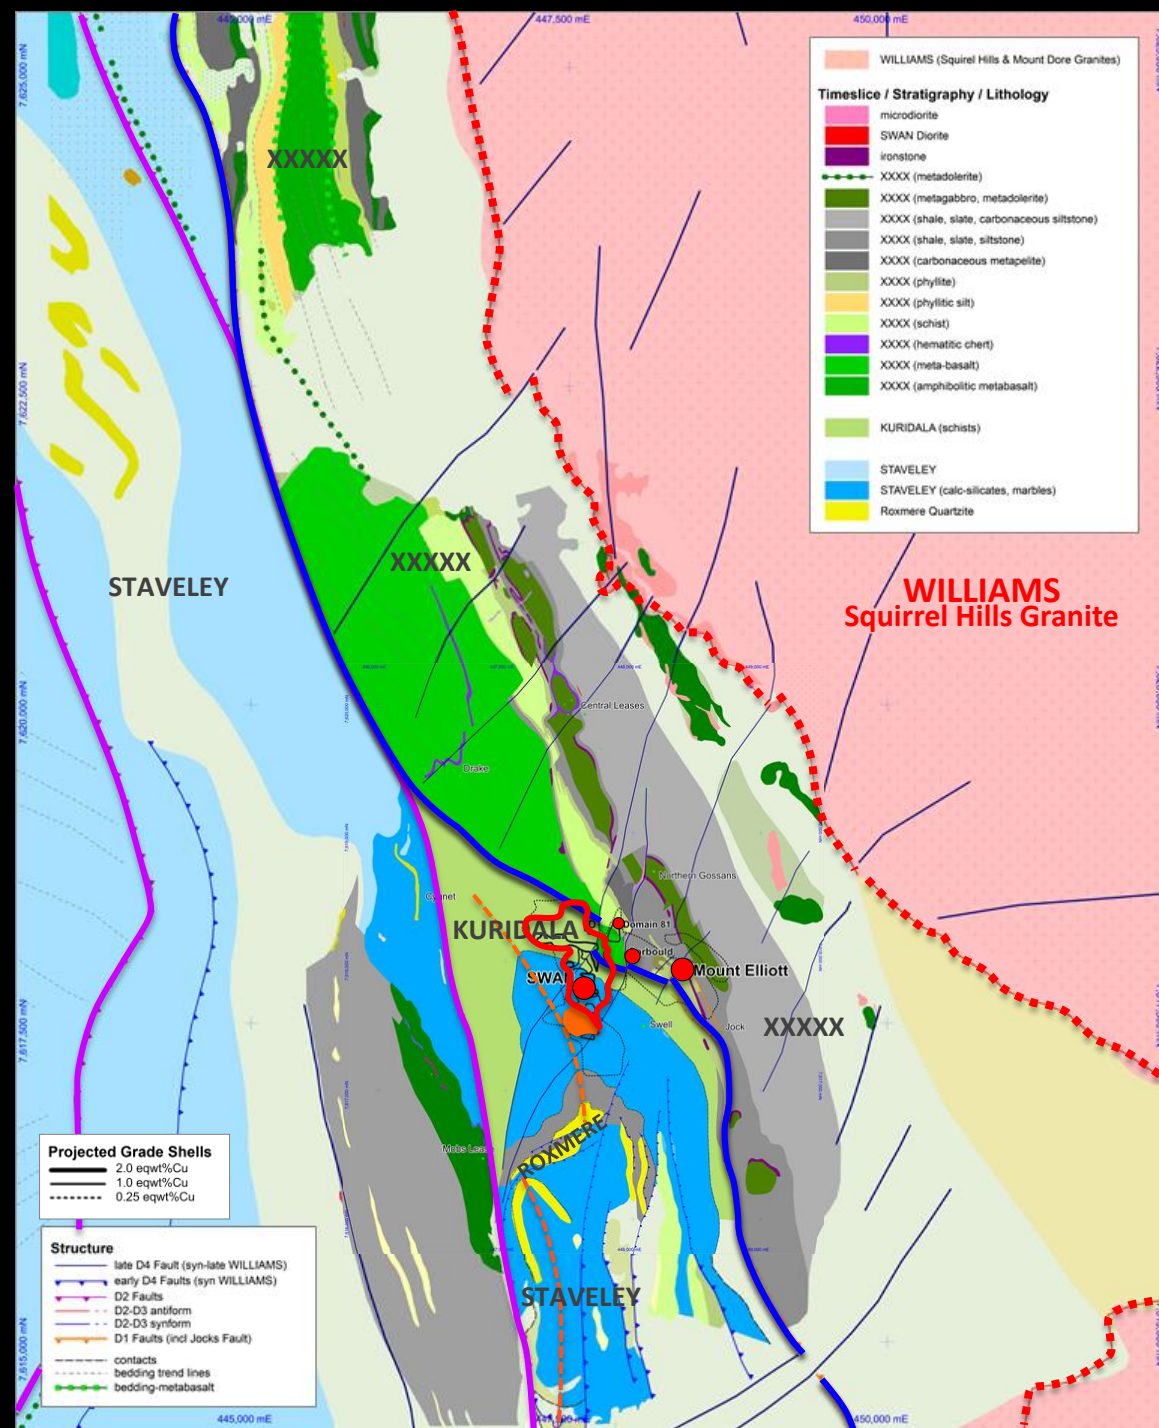 445,000 mE
447,500 mE
450,000 mE
7,625,000 mN
WILLIAMS (Squirel Hills & Mount Dore Granites)
Timeslice / Stratigraphy / Lithology
microdiorite
SWAN Diorite
ironstone
XXXX (metadolerite)
XXXX (metagabbro, metadolerite)
XXXX (shale, slate, carbonaceous siltstone)
XXXX (shale, slate, siltstone)
XXXX (carbonaceous metapelite)
XXXX (phyllite)
XXXX (phyllitic silt)
XXXX (schist)
XXXX (hematitic chert)
XXXX (meta-basalt)
XXXX (amphibolitic metabasalt)
KURIDALA (schists)
STAVELEY
STAVELEY (calc-silicates, marbles)
Roxmere Quartzite
XXXXX
7,622,500 mN
XXXXX
STAVELEY
WILLIAMS
Squirrel Hills Granite
7,620,000 mN
Central Leases
Drake
Northern Gossans
Cygnet
KURIDALA
Domain 81
SWAN
Mount Elliott
Swell
Jock
XXXXX
7,617,500 mN
ROXMERE
STAVELEY
Projected Grade Shells
2.0 eqwt%Cu
1.0 eqwt%Cu
0.25 eqwt%Cu
Structure
late D4 Fault (syn-late WILLIAMS)
early D4 Faults (syn WILLIAMS)
D2 Faults
D2-D3 antiform
D2-D3 synform
D1 Faults (incl Jocks Fault)
contacts
bedding trend lines
bedding-metabasalt
7,615,000 mN
445,000 mE
450,000 mE